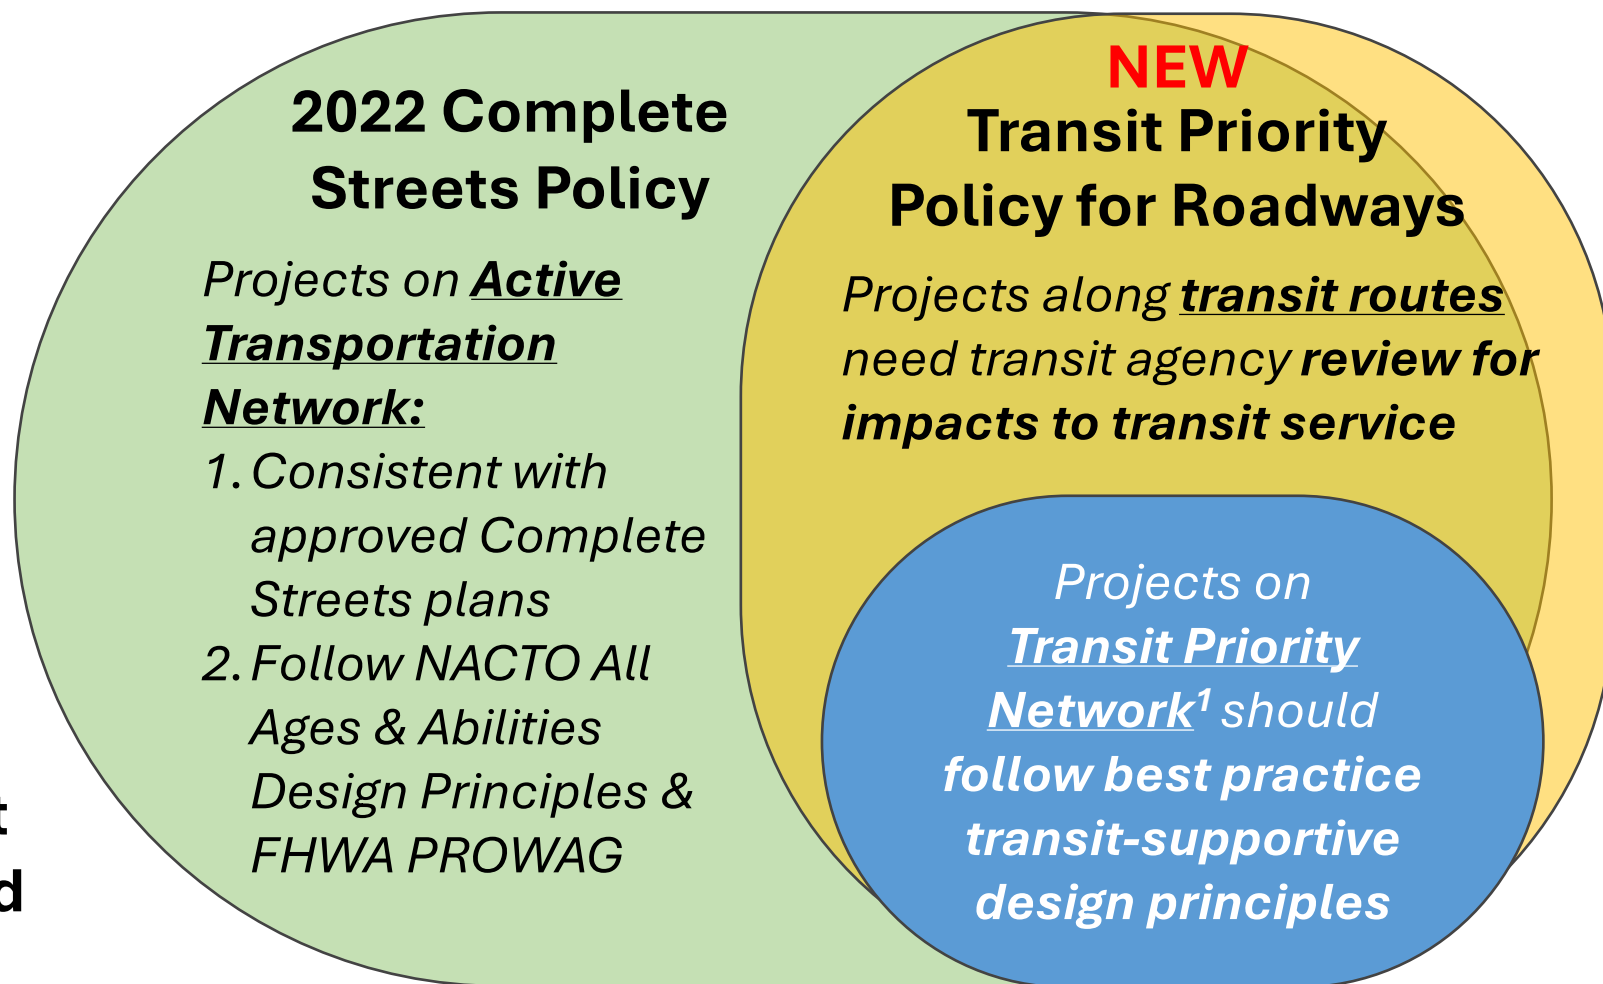 2022 Complete
Streets Policy
Projects on Active
Transportation
Network:
1. Consistent with
approved Complete
Streets plans
2. Follow NACTO All
Ages & Abilities
Design Principles &
FHWA PROWAG
NEW
Transit Priority
Policy for Roadways
Projects along transit routes
need transit agency review for
impacts to transit service
Projects on
Transit Priority
Network¹ should
follow best practice
transit-supportive
design principles